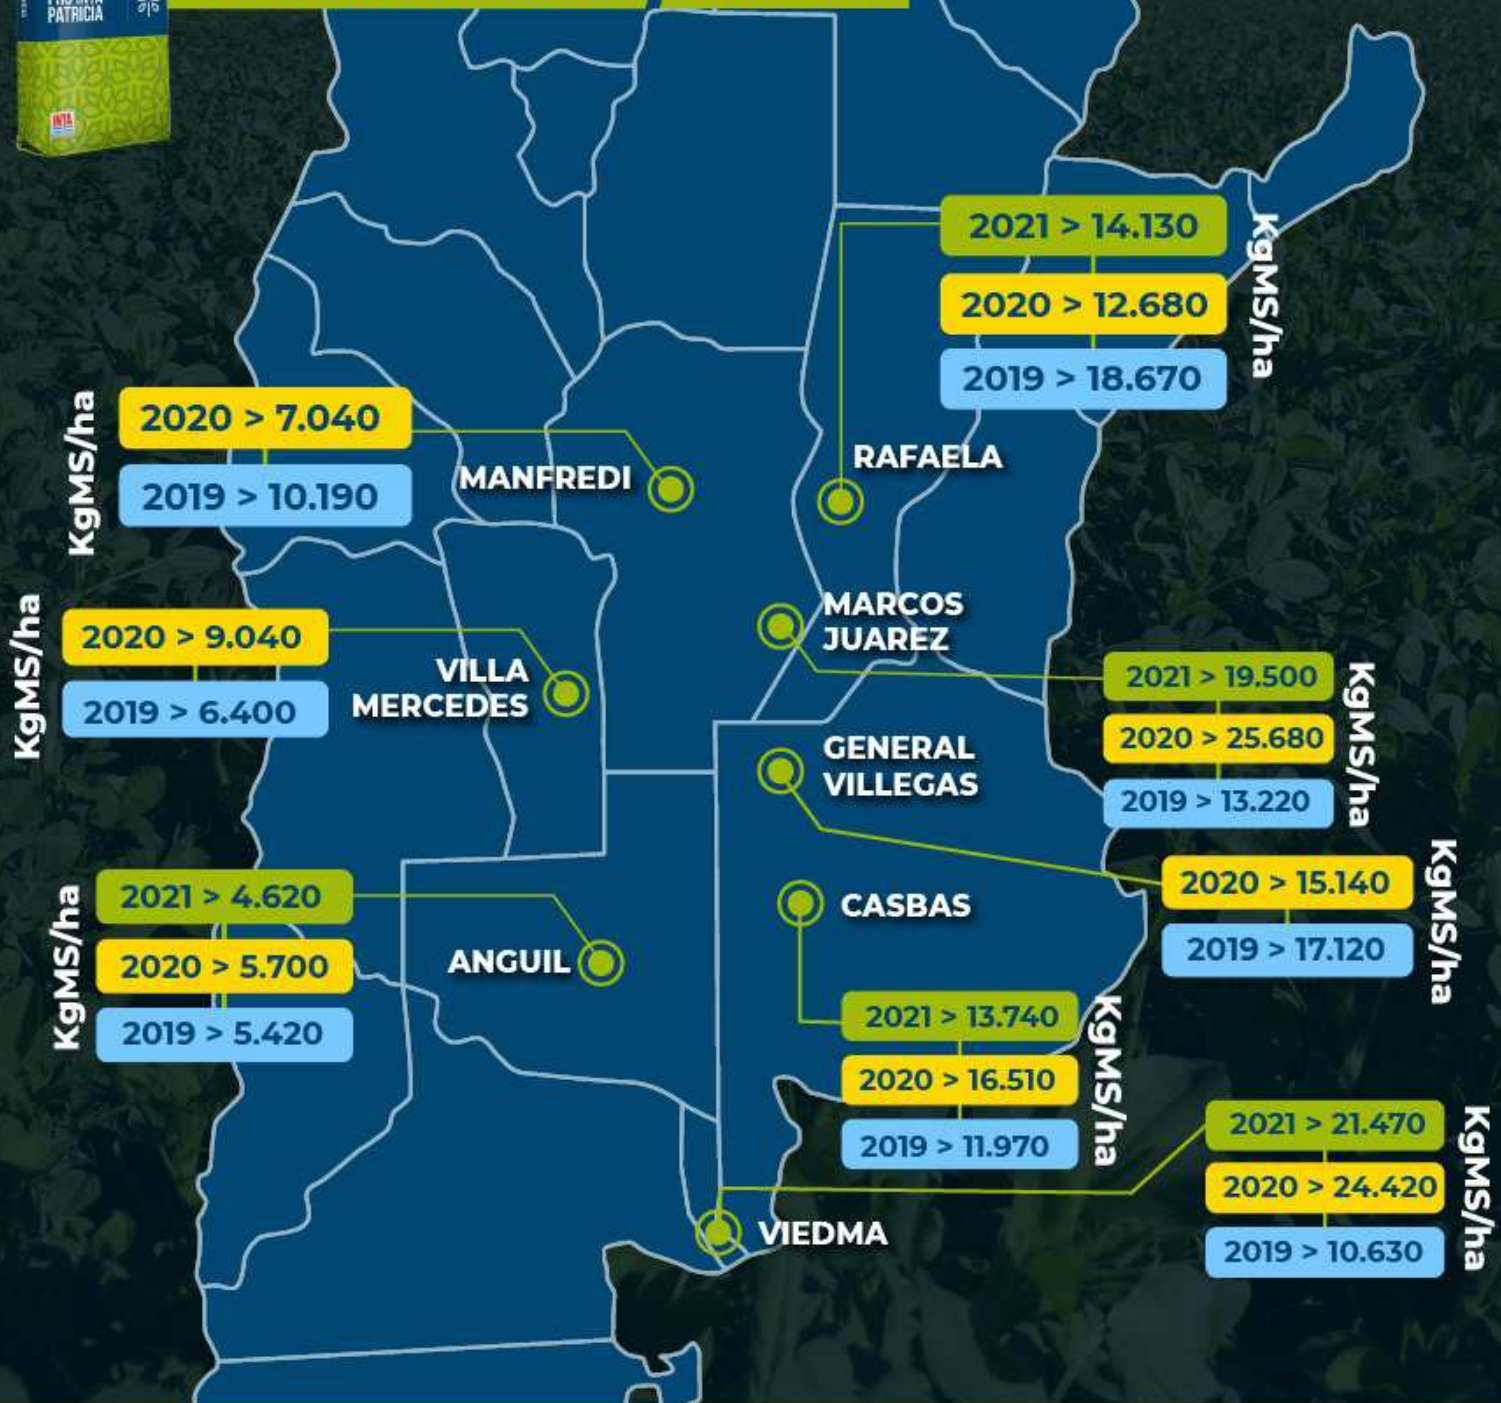 PATRICIA
INTA
2021 > 14.130
2020 > 12.680
2019 > 18.670
KgMS/ha
RAFAELA
2020 > 7.040
2019 > 10.190
KgMS/ha
MANFREDI
MARCOS
JUAREZ
2021 > 19.500
2020 > 25.680
2019 > 13.220
KgMS/ha
2020 > 9.040
2019 > 6.400
KgMS/ha
VILLA
MERCEDES
GENERAL
VILLEGAS
2020 > 15.140
2019 > 17.120
KgMS/ha
2021 > 4.620
2020 > 5.700
2019 > 5.420
KgMS/ha
ANGUIL
CASBAS
2021 > 13.740
2020 > 16.510
2019 > 11.970
KgMS/ha
VIEDMA
2021 > 21.470
2020 > 24.420
2019 > 10.630
KgMS/ha